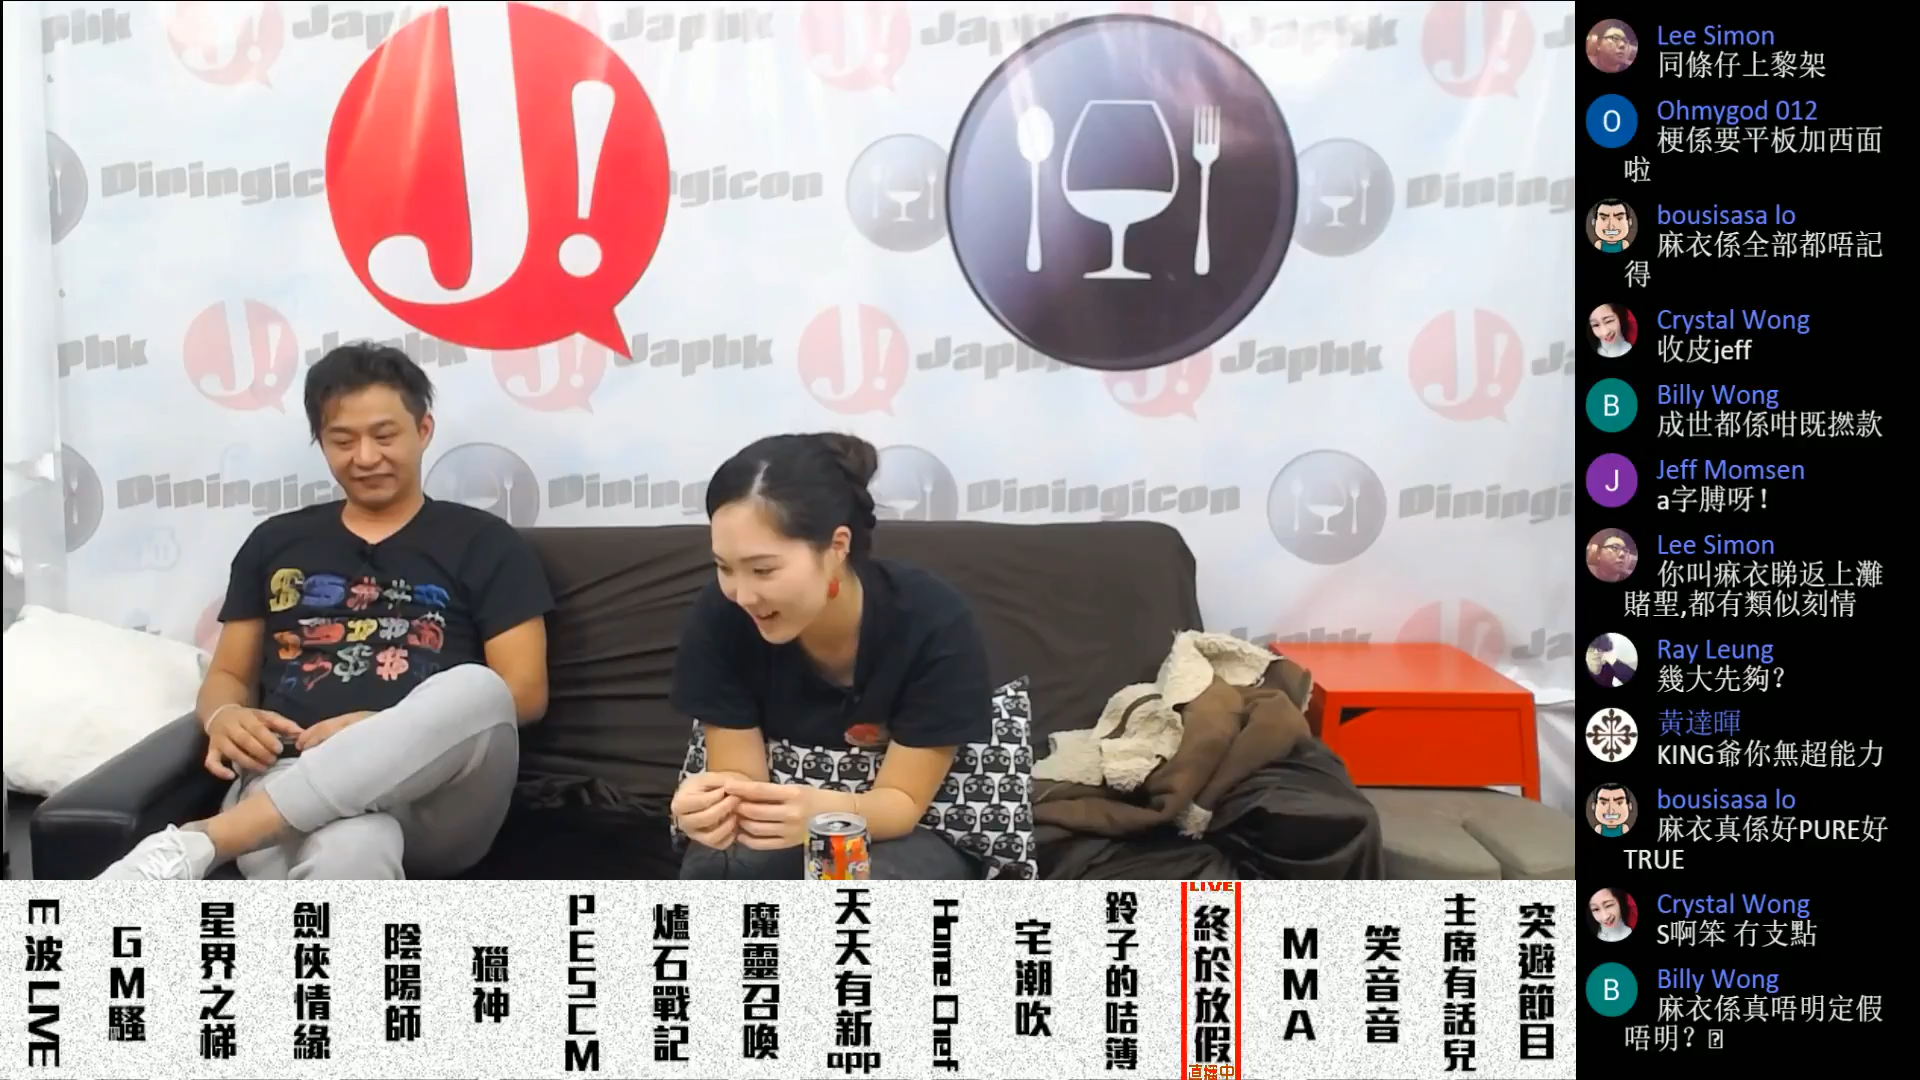 Japhk
Diningicon
J!
Lee Simon
同條仔上黎架
O
Ohmygod 012
梗係要平板加西面
啦
bousisasa lo
麻衣係全部都唔記
得
Crystal Wong
收皮jeff
B
Billy Wong
成世都係咁既撚款
J
Jeff Momsen
a字膊呀！
Lee Simon
你叫痳衣睇返上灘
賭聖,都有類似刻情
Ray Leung
幾大先夠？
黃達暉
KING爺你無超能力
bousisasa lo
麻衣真係好PURE好
TRUE
Crystal Wong
S啊笨 冇支點
B
Billy Wong
麻衣係真唔明定假
唔明？
E波LIVE
GM騷
星界之梯
劍俠情緣
陰陽師
獵神
PESCM
爐石戰記
魔靈召喚
天天有新app
Home Chef
宅潮吹
鈴子的咭簿
LIVE
終於放假
直播中
MMA
笑音音
主席有話兒
突避節目